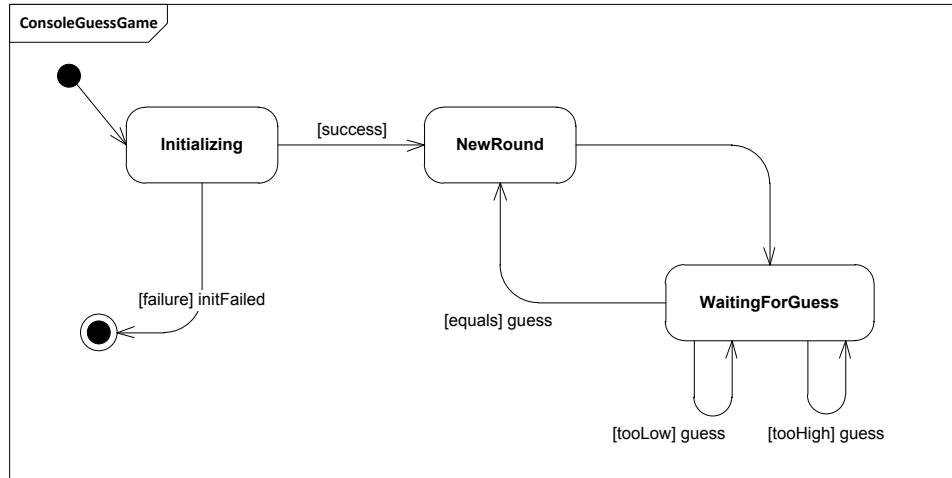 ConsoleGuessGame
[success]
Initializing
NewRound
[failure] initFailed
WaitingForGuess
[equals] guess
[tooLow] guess
[tooHigh] guess